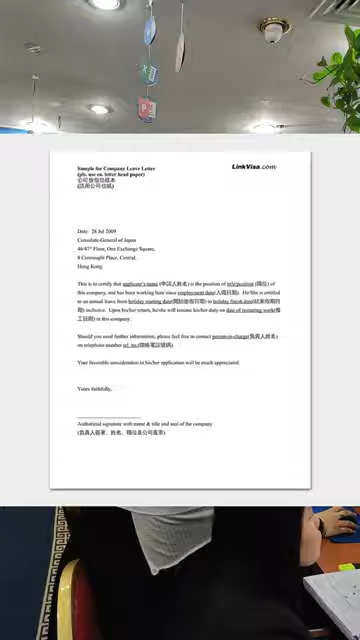 Sample for Company Leave Letter
LinkVisa.com
(pls. use co. letter head paper)
公司放假信樣本
(請用公司信紙)
Date: 28 Jul 2009
Consulate-General of Japan
46/47th Floor, One Exchange Square,
8 Connaught Place, Central,
Hong Kong.
This is to certify that applicant's name (申請人姓名) is the position of title/position (職位) of
this company, and has been working here since employment date(入職日期). He/She is entitled
to an annual leave from holiday starting date(開始放假日期) to holiday finish date(結束假期日
期) inclusive. Upon his/her return, he/she will resume his/her duty on date of restarting work(復
工日期) in this company.
Should you need further information, please feel free to contact person-in-charge(負責人姓名)
on telephone number tel. no.(聯絡電話號碼).
Your favorable consideration to his/her application will be much appreciated.
Yours faithfully,
Authorized signature with name & title and seal of the company
(負責人簽署、姓名、職位及公司蓋章)